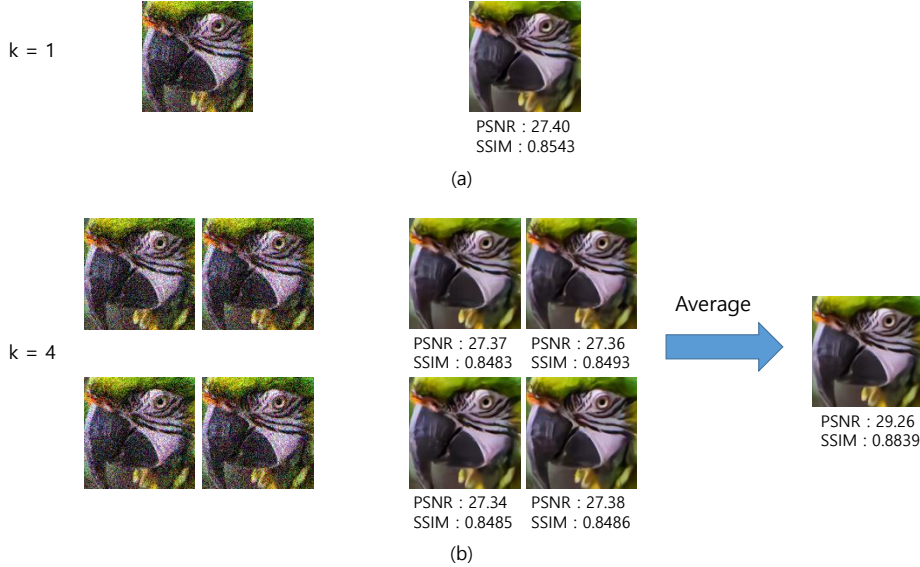 k = 1
PSNR : 27.40
SSIM : 0.8543
(a)
k = 4
PSNR : 27.37
SSIM : 0.8483
PSNR : 27.36
SSIM : 0.8493
Average
PSNR : 27.34
SSIM : 0.8485
PSNR : 27.38
SSIM : 0.8486
PSNR : 29.26
SSIM : 0.8839
(b)